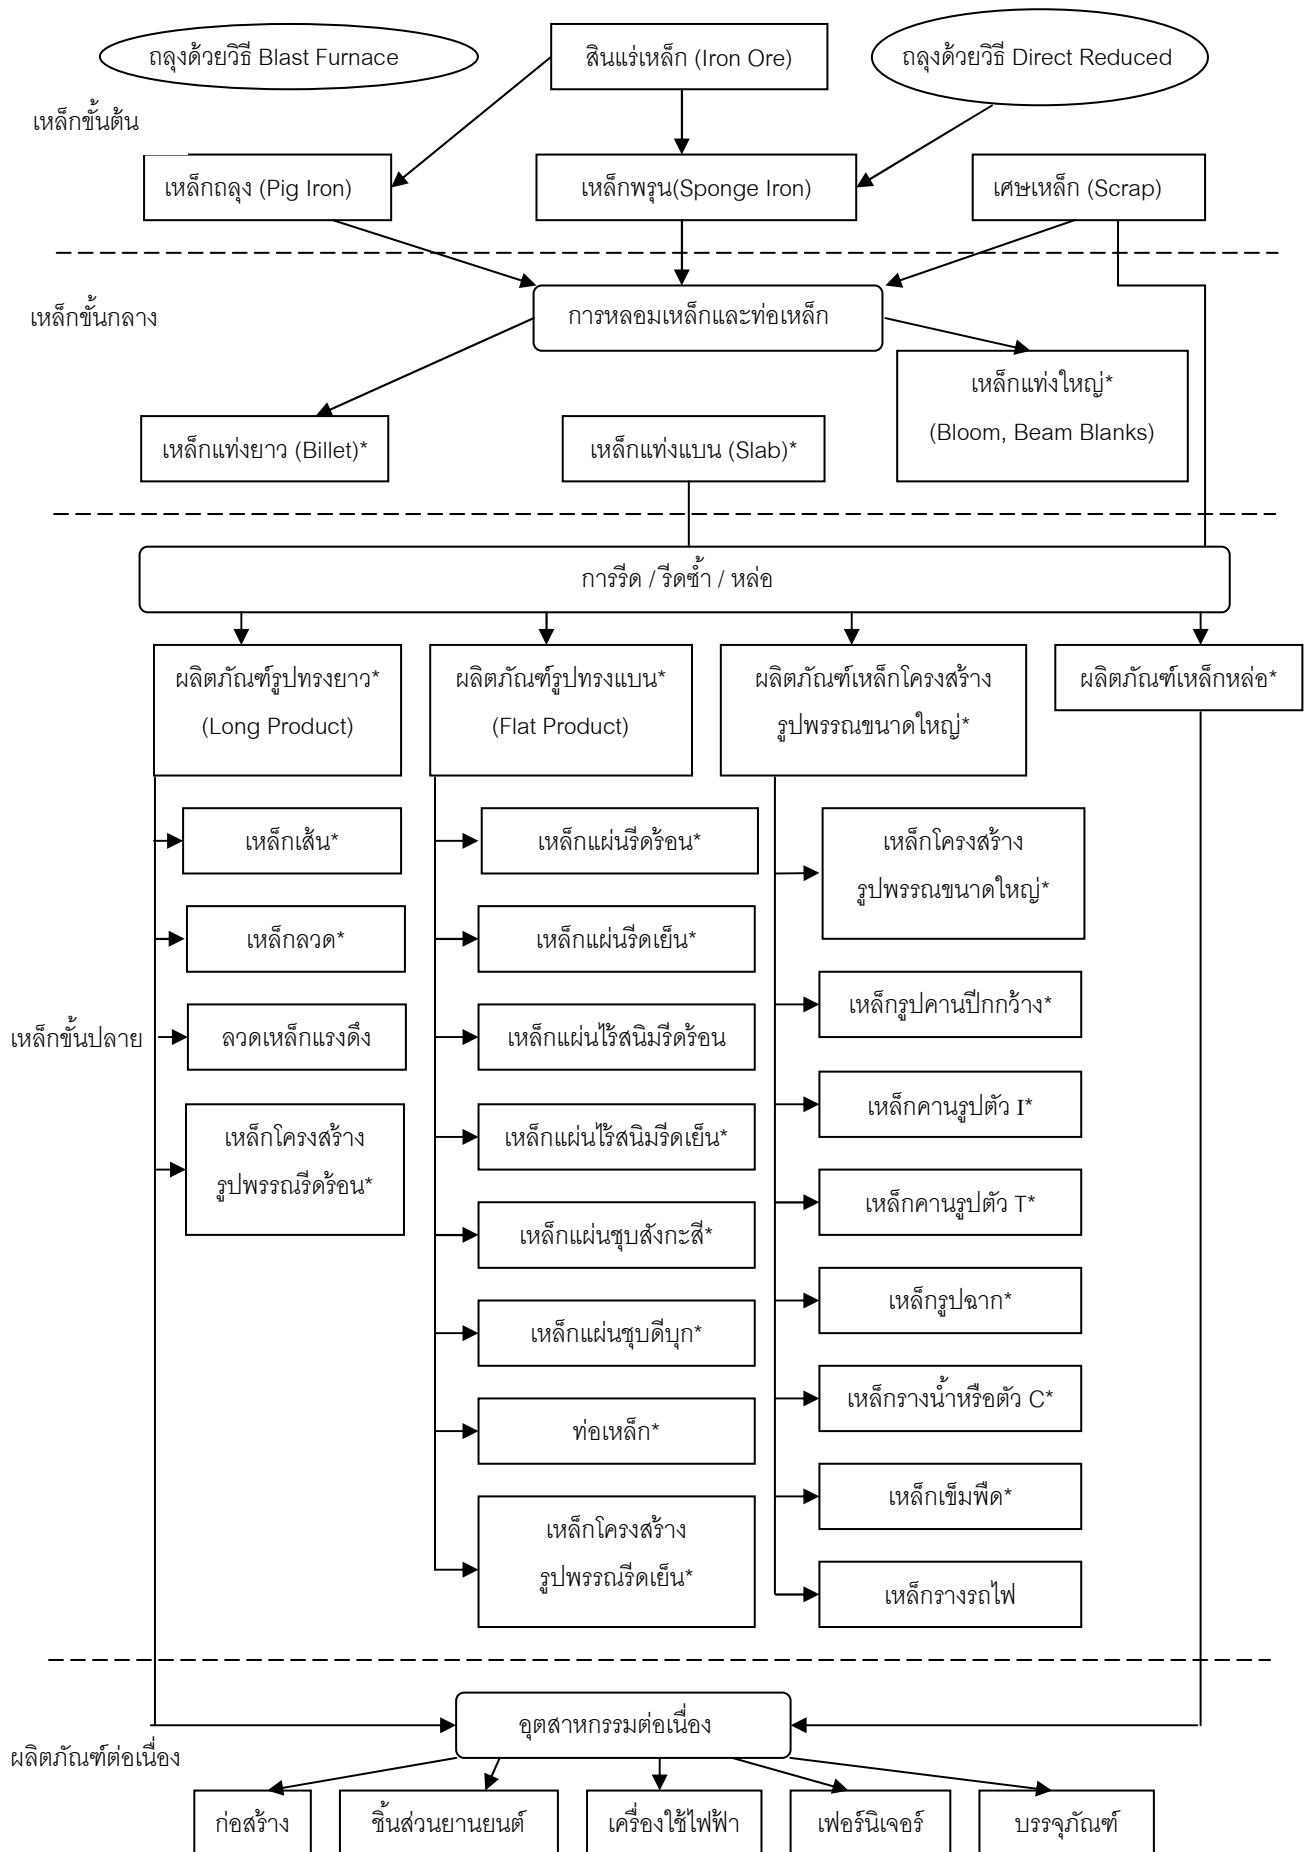 ถลุงด้วยวิธี Blast Furnace
สินแร่เหล็ก (Iron Ore)
ถลุงด้วยวิธี Direct Reduced
เหล็กขั้นต้น
เหล็กถลุง (Pig Iron)
เหล็กพรุน(Sponge Iron)
เศษเหล็ก (Scrap)
เหล็กขั้นกลาง
การหลอมเหล็กและท่อเหล็ก
เหล็กแท่งใหญ่*
(Bloom, Beam Blanks)
เหล็กแท่งยาว (Billet)*
เหล็กแท่งแบน (Slab)*
การรีด / รีดซ้ำ / หล่อ
ผลิตภัณฑ์รูปทรงยาว*
(Long Product)
ผลิตภัณฑ์รูปทรงแบน*
(Flat Product)
ผลิตภัณฑ์เหล็กโครงสร้าง
รูปพรรณขนาดใหญ่*
ผลิตภัณฑ์เหล็กหล่อ*
เหล็กขั้นปลาย
เหล็กเส้น*
เหล็กลวด*
ลวดเหล็กแรงดึง
เหล็กโครงสร้าง
รูปพรรณรีดร้อน*
เหล็กแผ่นรีดร้อน*
เหล็กแผ่นรีดเย็น*
เหล็กแผ่นไร้สนิมรีดร้อน
เหล็กแผ่นไร้สนิมรีดเย็น*
เหล็กแผ่นชุบสังกะสี*
เหล็กแผ่นชุบดีบุก*
ท่อเหล็ก*
เหล็กโครงสร้าง
รูปพรรณรีดเย็น*
เหล็กโครงสร้าง
รูปพรรณขนาดใหญ่*
เหล็กรูปคานปีกกว้าง*
เหล็กคานรูปตัว I*
เหล็กคานรูปตัว T*
เหล็กรูปฉาก*
เหล็กรางน้ำหรือตัว C*
เหล็กเข็มพืด*
เหล็กรางรถไฟ
อุตสาหกรรมต่อเนื่อง
ผลิตภัณฑ์ต่อเนื่อง
ก่อสร้าง
ชิ้นส่วนยานยนต์
เครื่องใช้ไฟฟ้า
เฟอร์นิเจอร์
บรรจุภัณฑ์